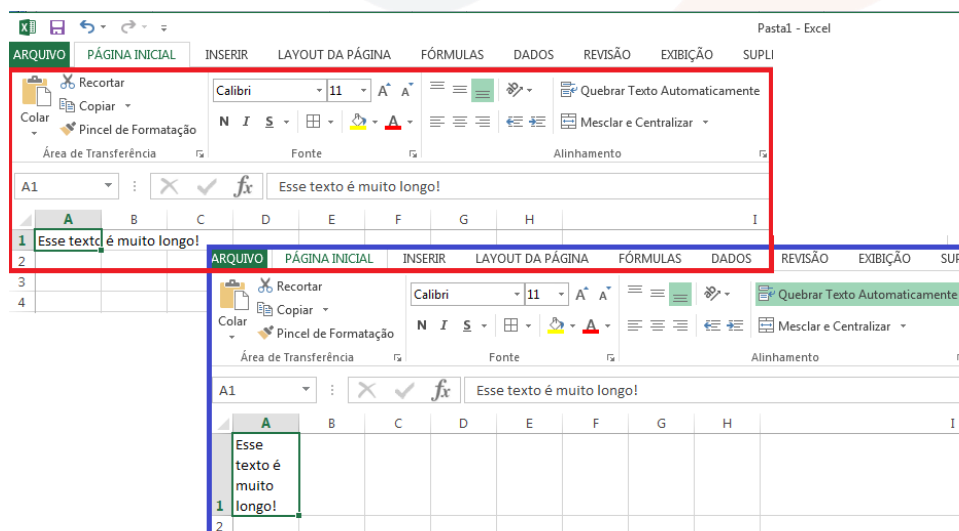 Pasta1 - Excel
ARQUIVO PÁGINA INICIAL INSERIR LAYOUT DA PÁGINA FÓRMULAS DADOS REVISÃO EXIBIÇÃO SUPLI
Recortar
Calibri 11 A A Quebrar Texto Automaticamente
Copiar
Colar
Pincel de Formatação N I S A Mesclar e Centralizar
Área de Transferência Fonte Alinhamento
A1 fx Esse texto é muito longo!
A B C D E F G H I
1 Esse texto é muito longo!
2
3
4
ARQUIVO PÁGINA INICIAL INSERIR LAYOUT DA PÁGINA FÓRMULAS DADOS REVISÃO EXIBIÇÃO SUP
Recortar
Calibri 11 A A Quebrar Texto Automaticamente
Copiar
Colar
Pincel de Formatação N I S A Mesclar e Centralizar
Área de Transferência Fonte Alinhamento
A1 fx Esse texto é muito longo!
A B C D E F G H I
Esse
texto é
muito
1 longo!
2